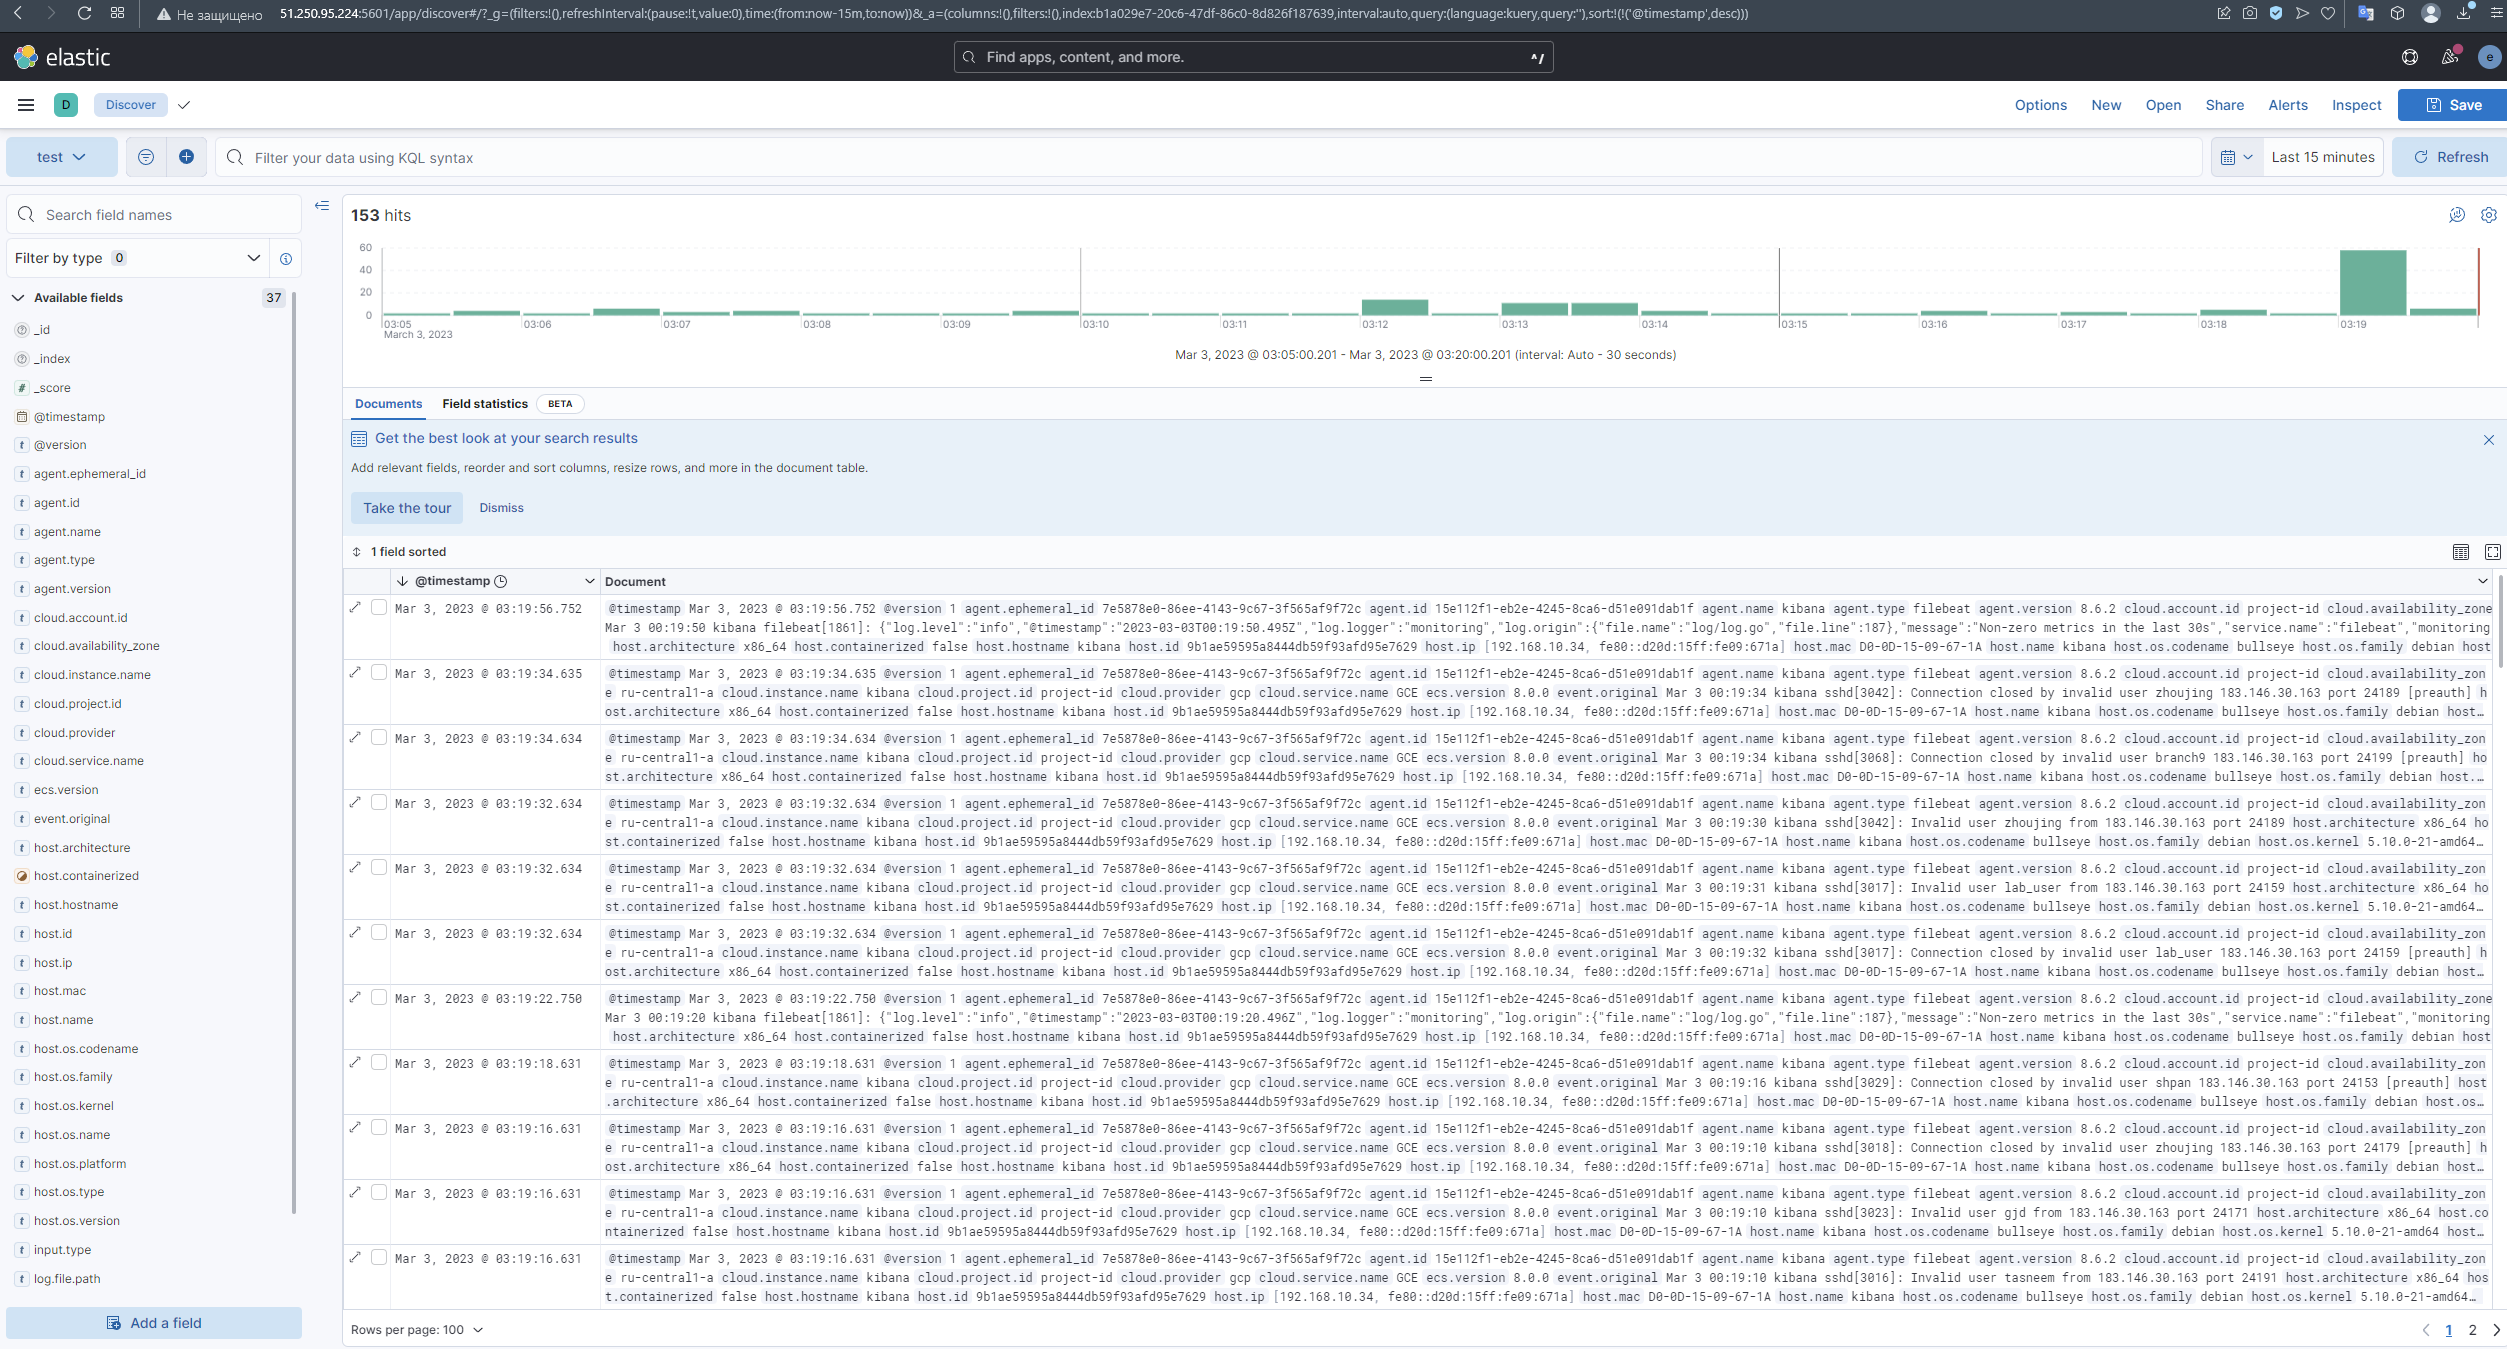 Не защищено 51.250.95.224:5601/app/discover#/?_g=(filters:!(),refreshInterval:(pause:!t,value:0),time:(from:now-15m,to:now))&_a=(columns:!(),filters:!(),index:b1a029e7-20c6-47df-86c0-8d826f187639,interval:auto,query:(language:kuery,query:''),sort:!(!('@timestamp',desc)))
elastic
Find apps, content, and more.
^/
e
D
Discover
Options
New
Open
Share
Alerts
Inspect
Save
test
Filter your data using KQL syntax
Last 15 minutes
Refresh
Search field names
Filter by type 0
Available fields 37
_id
_index
_score
@timestamp
@version
agent.ephemeral_id
agent.id
agent.name
agent.type
agent.version
cloud.account.id
cloud.availability_zone
cloud.instance.name
cloud.project.id
cloud.provider
cloud.service.name
ecs.version
event.original
host.architecture
host.containerized
host.hostname
host.id
host.ip
host.mac
host.name
host.os.codename
host.os.family
host.os.kernel
host.os.name
host.os.platform
host.os.type
host.os.version
input.type
log.file.path
Add a field
153 hits
60
40
20
0
03:05 03:06 03:07 03:08 03:09 03:10 03:11 03:12 03:13 03:14 03:15 03:16 03:17 03:18 03:19
March 3, 2023
Mar 3, 2023 @ 03:05:00.201 - Mar 3, 2023 @ 03:20:00.201 (interval: Auto - 30 seconds)
Documents
Field statistics BETA
Get the best look at your search results
Add relevant fields, reorder and sort columns, resize rows, and more in the document table.
Take the tour
Dismiss
1 field sorted
@timestamp Document
Mar 3, 2023 @ 03:19:56.752 @timestamp Mar 3, 2023 @ 03:19:56.752 @version 1 agent.ephemeral_id 7e5878e0-86ee-4143-9c67-3f565af9f72c agent.id 15e112f1-eb2e-4245-8ca6-d51e091dab1f agent.name kibana agent.type filebeat agent.version 8.6.2 cloud.account.id project-id cloud.availability_zone
Mar 3 00:19:50 kibana filebeat[1861]: {"log.level":"info","@timestamp":"2023-03-03T00:19:50.495Z","log.logger":"monitoring","log.origin":{"file.name":"log/log.go","file.line":187},"message":"Non-zero metrics in the last 30s","service.name":"filebeat","monitoring
host.architecture x86_64 host.containerized false host.hostname kibana host.id 9b1ae59595a8444db59f93afd95e7629 host.ip [192.168.10.34, fe80::d20d:15ff:fe09:671a] host.mac D0-0D-15-09-67-1A host.name kibana host.os.codename bullseye host.os.family debian host
Mar 3, 2023 @ 03:19:34.635 @timestamp Mar 3, 2023 @ 03:19:34.635 @version 1 agent.ephemeral_id 7e5878e0-86ee-4143-9c67-3f565af9f72c agent.id 15e112f1-eb2e-4245-8ca6-d51e091dab1f agent.name kibana agent.type filebeat agent.version 8.6.2 cloud.account.id project-id cloud.availability_zon
e ru-central1-a cloud.instance.name kibana cloud.project.id project-id cloud.provider gcp cloud.service.name GCE ecs.version 8.0.0 event.original Mar 3 00:19:34 kibana sshd[3042]: Connection closed by invalid user zhoujing 183.146.30.163 port 24189 [preauth] h
ost.architecture x86_64 host.containerized false host.hostname kibana host.id 9b1ae59595a8444db59f93afd95e7629 host.ip [192.168.10.34, fe80::d20d:15ff:fe09:671a] host.mac D0-0D-15-09-67-1A host.name kibana host.os.codename bullseye host.os.family debian host…
Mar 3, 2023 @ 03:19:34.634 @timestamp Mar 3, 2023 @ 03:19:34.634 @version 1 agent.ephemeral_id 7e5878e0-86ee-4143-9c67-3f565af9f72c agent.id 15e112f1-eb2e-4245-8ca6-d51e091dab1f agent.name kibana agent.type filebeat agent.version 8.6.2 cloud.account.id project-id cloud.availability_zon
e ru-central1-a cloud.instance.name kibana cloud.project.id project-id cloud.provider gcp cloud.service.name GCE ecs.version 8.0.0 event.original Mar 3 00:19:34 kibana sshd[3068]: Connection closed by invalid user branch9 183.146.30.163 port 24199 [preauth] ho
st.architecture x86_64 host.containerized false host.hostname kibana host.id 9b1ae59595a8444db59f93afd95e7629 host.ip [192.168.10.34, fe80::d20d:15ff:fe09:671a] host.mac D0-0D-15-09-67-1A host.name kibana host.os.codename bullseye host.os.family debian host.…
Mar 3, 2023 @ 03:19:32.634 @timestamp Mar 3, 2023 @ 03:19:32.634 @version 1 agent.ephemeral_id 7e5878e0-86ee-4143-9c67-3f565af9f72c agent.id 15e112f1-eb2e-4245-8ca6-d51e091dab1f agent.name kibana agent.type filebeat agent.version 8.6.2 cloud.account.id project-id cloud.availability_zon
e ru-central1-a cloud.instance.name kibana cloud.project.id project-id cloud.provider gcp cloud.service.name GCE ecs.version 8.0.0 event.original Mar 3 00:19:30 kibana sshd[3042]: Invalid user zhoujing from 183.146.30.163 port 24189 host.architecture x86_64 ho
st.containerized false host.hostname kibana host.id 9b1ae59595a8444db59f93afd95e7629 host.ip [192.168.10.34, fe80::d20d:15ff:fe09:671a] host.mac D0-0D-15-09-67-1A host.name kibana host.os.codename bullseye host.os.family debian host.os.kernel 5.10.0-21-amd64…
Mar 3, 2023 @ 03:19:32.634 @timestamp Mar 3, 2023 @ 03:19:32.634 @version 1 agent.ephemeral_id 7e5878e0-86ee-4143-9c67-3f565af9f72c agent.id 15e112f1-eb2e-4245-8ca6-d51e091dab1f agent.name kibana agent.type filebeat agent.version 8.6.2 cloud.account.id project-id cloud.availability_zon
e ru-central1-a cloud.instance.name kibana cloud.project.id project-id cloud.provider gcp cloud.service.name GCE ecs.version 8.0.0 event.original Mar 3 00:19:31 kibana sshd[3017]: Invalid user lab_user from 183.146.30.163 port 24159 host.architecture x86_64 ho
st.containerized false host.hostname kibana host.id 9b1ae59595a8444db59f93afd95e7629 host.ip [192.168.10.34, fe80::d20d:15ff:fe09:671a] host.mac D0-0D-15-09-67-1A host.name kibana host.os.codename bullseye host.os.family debian host.os.kernel 5.10.0-21-amd64…
Mar 3, 2023 @ 03:19:32.634 @timestamp Mar 3, 2023 @ 03:19:32.634 @version 1 agent.ephemeral_id 7e5878e0-86ee-4143-9c67-3f565af9f72c agent.id 15e112f1-eb2e-4245-8ca6-d51e091dab1f agent.name kibana agent.type filebeat agent.version 8.6.2 cloud.account.id project-id cloud.availability_zon
e ru-central1-a cloud.instance.name kibana cloud.project.id project-id cloud.provider gcp cloud.service.name GCE ecs.version 8.0.0 event.original Mar 3 00:19:32 kibana sshd[3017]: Connection closed by invalid user lab_user 183.146.30.163 port 24159 [preauth] h
ost.architecture x86_64 host.containerized false host.hostname kibana host.id 9b1ae59595a8444db59f93afd95e7629 host.ip [192.168.10.34, fe80::d20d:15ff:fe09:671a] host.mac D0-0D-15-09-67-1A host.name kibana host.os.codename bullseye host.os.family debian host…
Mar 3, 2023 @ 03:19:22.750 @timestamp Mar 3, 2023 @ 03:19:22.750 @version 1 agent.ephemeral_id 7e5878e0-86ee-4143-9c67-3f565af9f72c agent.id 15e112f1-eb2e-4245-8ca6-d51e091dab1f agent.name kibana agent.type filebeat agent.version 8.6.2 cloud.account.id project-id cloud.availability_zone
Mar 3 00:19:20 kibana filebeat[1861]: {"log.level":"info","@timestamp":"2023-03-03T00:19:20.496Z","log.logger":"monitoring","log.origin":{"file.name":"log/log.go","file.line":187},"message":"Non-zero metrics in the last 30s","service.name":"filebeat","monitoring
host.architecture x86_64 host.containerized false host.hostname kibana host.id 9b1ae59595a8444db59f93afd95e7629 host.ip [192.168.10.34, fe80::d20d:15ff:fe09:671a] host.mac D0-0D-15-09-67-1A host.name kibana host.os.codename bullseye host.os.family debian host
Mar 3, 2023 @ 03:19:18.631 @timestamp Mar 3, 2023 @ 03:19:18.631 @version 1 agent.ephemeral_id 7e5878e0-86ee-4143-9c67-3f565af9f72c agent.id 15e112f1-eb2e-4245-8ca6-d51e091dab1f agent.name kibana agent.type filebeat agent.version 8.6.2 cloud.account.id project-id cloud.availability_zon
e ru-central1-a cloud.instance.name kibana cloud.project.id project-id cloud.provider gcp cloud.service.name GCE ecs.version 8.0.0 event.original Mar 3 00:19:16 kibana sshd[3029]: Connection closed by invalid user shpan 183.146.30.163 port 24153 [preauth] host
.architecture x86_64 host.containerized false host.hostname kibana host.id 9b1ae59595a8444db59f93afd95e7629 host.ip [192.168.10.34, fe80::d20d:15ff:fe09:671a] host.mac D0-0D-15-09-67-1A host.name kibana host.os.codename bullseye host.os.family debian host.os…
Mar 3, 2023 @ 03:19:16.631 @timestamp Mar 3, 2023 @ 03:19:16.631 @version 1 agent.ephemeral_id 7e5878e0-86ee-4143-9c67-3f565af9f72c agent.id 15e112f1-eb2e-4245-8ca6-d51e091dab1f agent.name kibana agent.type filebeat agent.version 8.6.2 cloud.account.id project-id cloud.availability_zon
e ru-central1-a cloud.instance.name kibana cloud.project.id project-id cloud.provider gcp cloud.service.name GCE ecs.version 8.0.0 event.original Mar 3 00:19:10 kibana sshd[3018]: Connection closed by invalid user zhoujing 183.146.30.163 port 24179 [preauth] h
ost.architecture x86_64 host.containerized false host.hostname kibana host.id 9b1ae59595a8444db59f93afd95e7629 host.ip [192.168.10.34, fe80::d20d:15ff:fe09:671a] host.mac D0-0D-15-09-67-1A host.name kibana host.os.codename bullseye host.os.family debian host…
Mar 3, 2023 @ 03:19:16.631 @timestamp Mar 3, 2023 @ 03:19:16.631 @version 1 agent.ephemeral_id 7e5878e0-86ee-4143-9c67-3f565af9f72c agent.id 15e112f1-eb2e-4245-8ca6-d51e091dab1f agent.name kibana agent.type filebeat agent.version 8.6.2 cloud.account.id project-id cloud.availability_zon
e ru-central1-a cloud.instance.name kibana cloud.project.id project-id cloud.provider gcp cloud.service.name GCE ecs.version 8.0.0 event.original Mar 3 00:19:10 kibana sshd[3023]: Invalid user gjd from 183.146.30.163 port 24171 host.architecture x86_64 host.co
ntainerized false host.hostname kibana host.id 9b1ae59595a8444db59f93afd95e7629 host.ip [192.168.10.34, fe80::d20d:15ff:fe09:671a] host.mac D0-0D-15-09-67-1A host.name kibana host.os.codename bullseye host.os.family debian host.os.kernel 5.10.0-21-amd64 host…
Mar 3, 2023 @ 03:19:16.631 @timestamp Mar 3, 2023 @ 03:19:16.631 @version 1 agent.ephemeral_id 7e5878e0-86ee-4143-9c67-3f565af9f72c agent.id 15e112f1-eb2e-4245-8ca6-d51e091dab1f agent.name kibana agent.type filebeat agent.version 8.6.2 cloud.account.id project-id cloud.availability_zon
e ru-central1-a cloud.instance.name kibana cloud.project.id project-id cloud.provider gcp cloud.service.name GCE ecs.version 8.0.0 event.original Mar 3 00:19:10 kibana sshd[3016]: Invalid user tasneem from 183.146.30.163 port 24191 host.architecture x86_64 hos
t.containerized false host.hostname kibana host.id 9b1ae59595a8444db59f93afd95e7629 host.ip [192.168.10.34, fe80::d20d:15ff:fe09:671a] host.mac D0-0D-15-09-67-1A host.name kibana host.os.codename bullseye host.os.family debian host.os.kernel 5.10.0-21-amd64…
Rows per page: 100
1 2